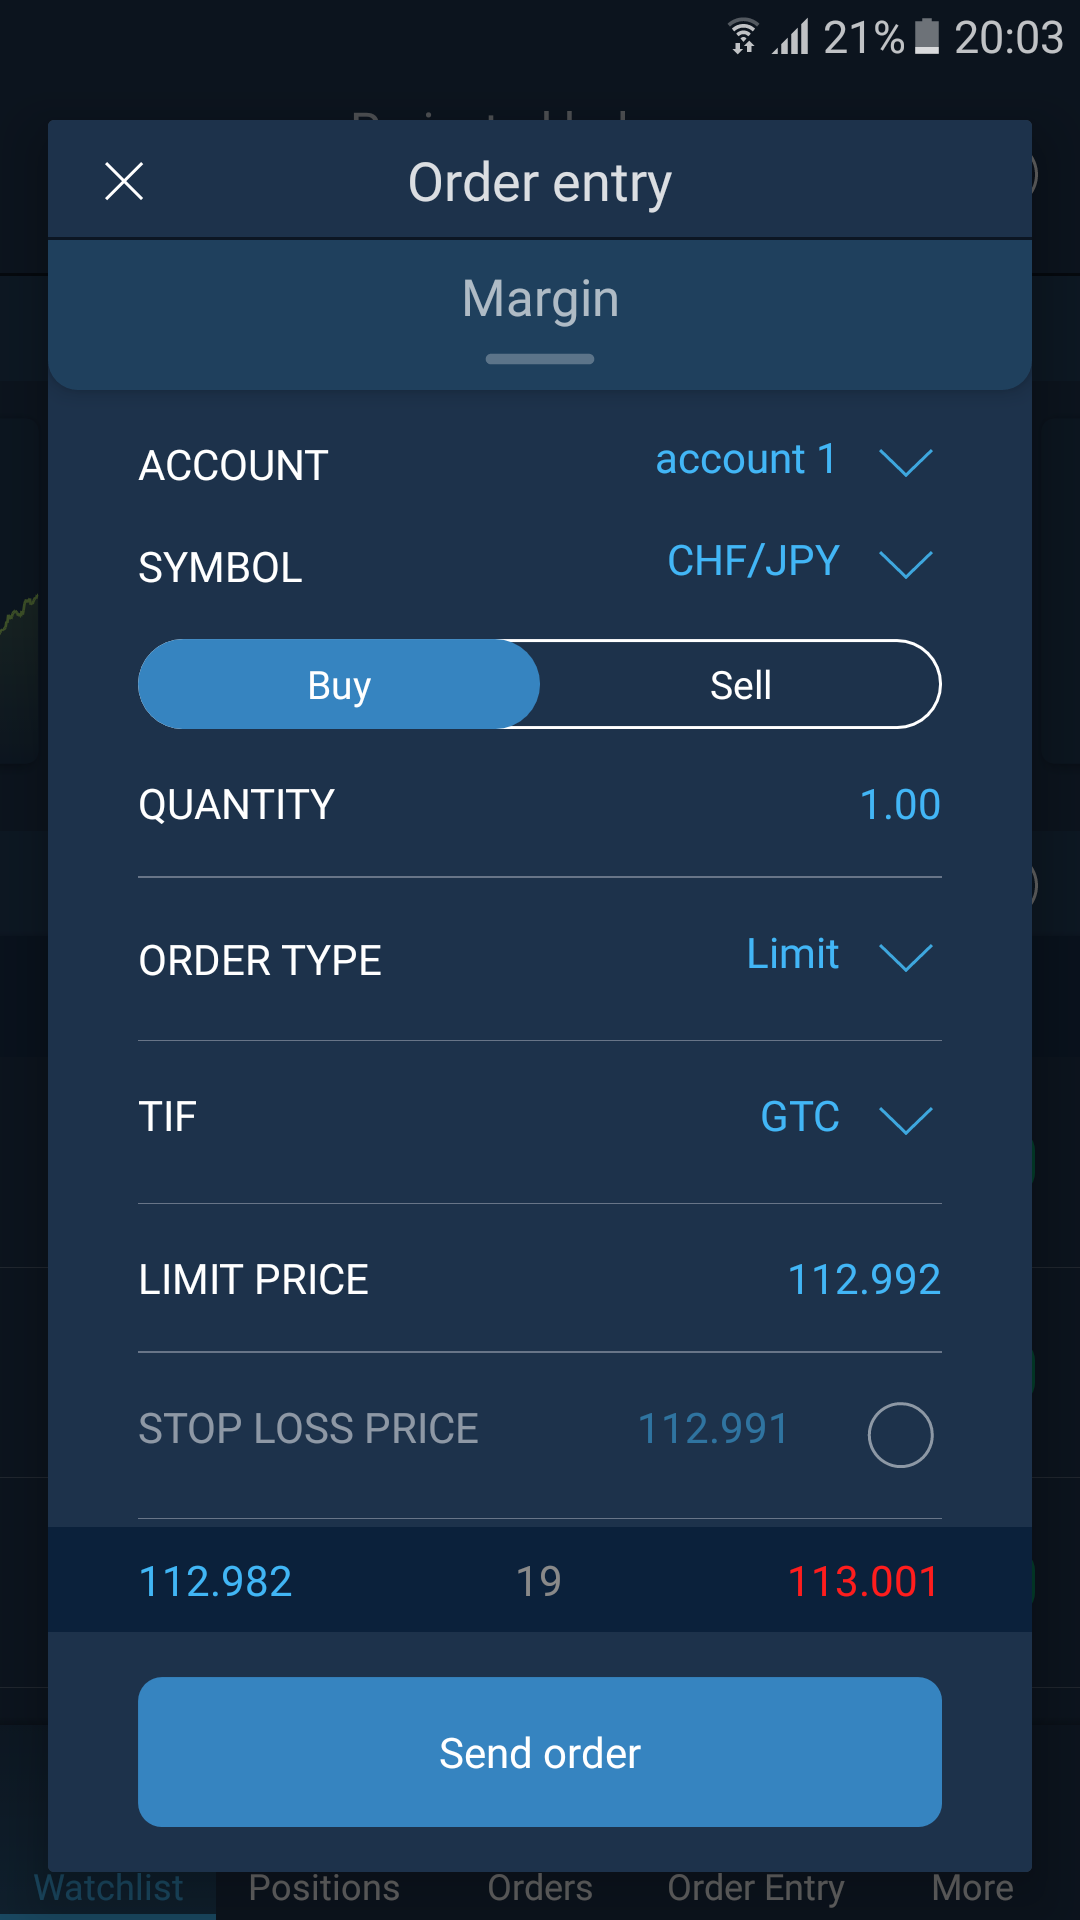 21% 20:03
Order entry
Margin
ACCOUNT account 1
SYMBOL CHF/JPY
Buy Sell
QUANTITY 1.00
ORDER TYPE Limit
TIF GTC
LIMIT PRICE 112.992
STOP LOSS PRICE 112.991
112.982 19 113.001
Send order
Watchlist Positions Orders Order Entry More